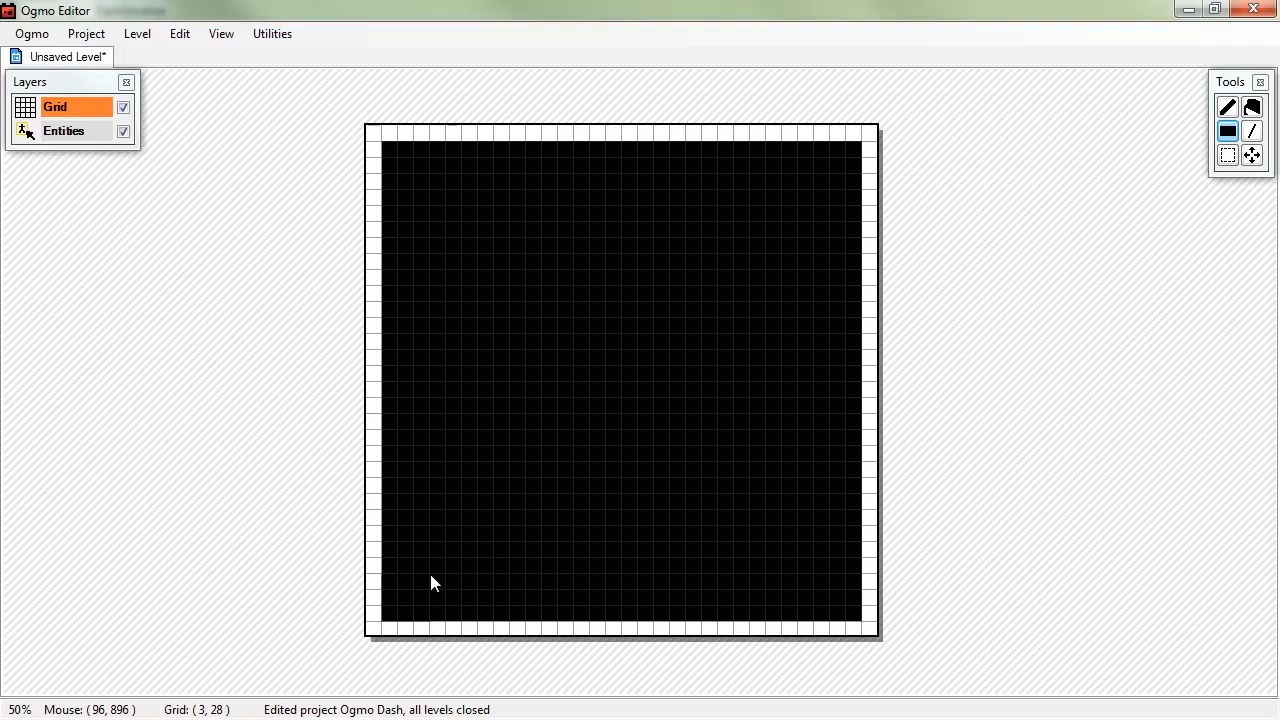 Ogmo Editor
Ogmo Project Level Edit View Utilities
Unsaved Level*
Layers
Grid
Entities
Tools
50% Mouse: ( 96, 896 ) Grid: ( 3, 28 ) Edited project Ogmo Dash, all levels closed